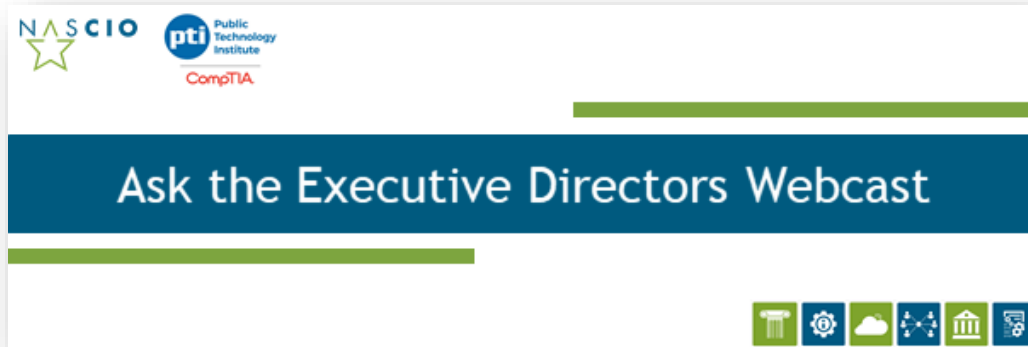 NASCIO
pti
Public
Technology
Institute
CompTIA
Ask the Executive Directors Webcast